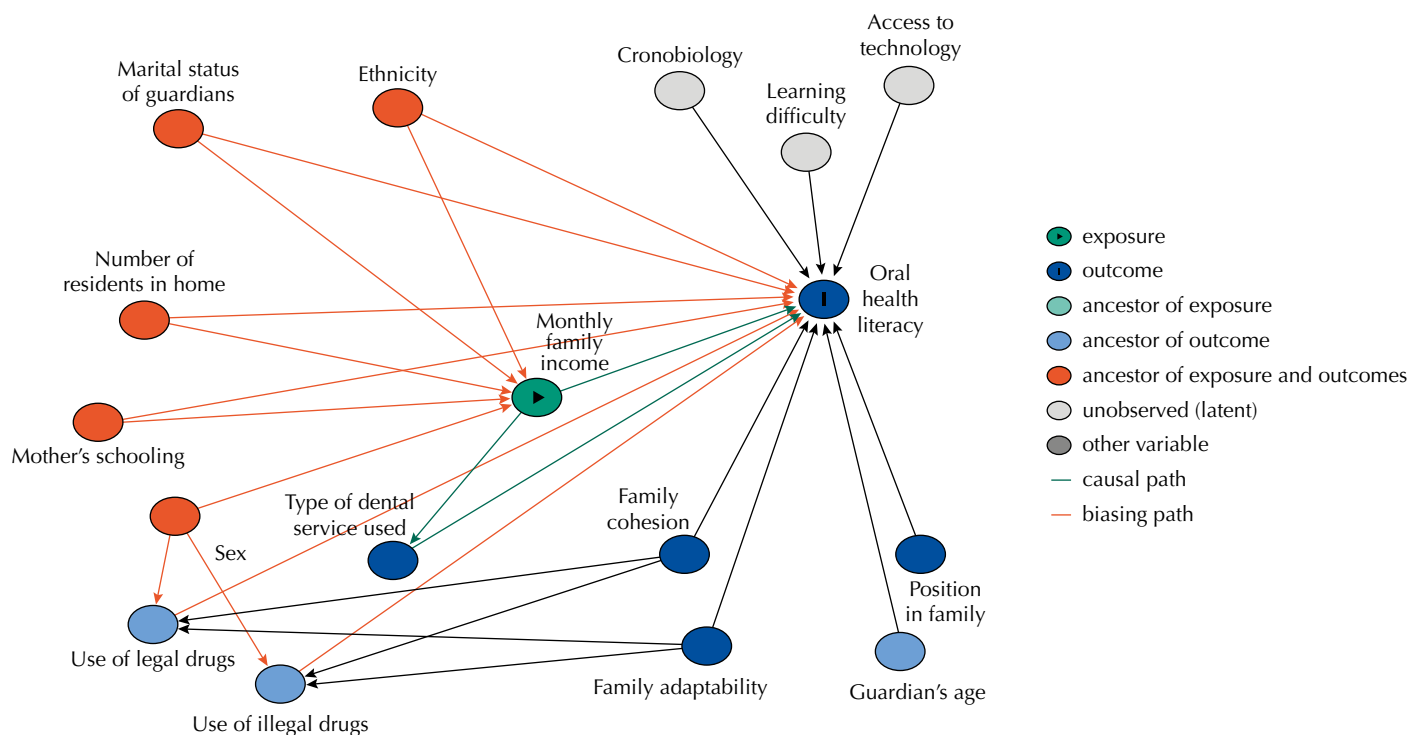 Marital status
of guardians
Ethnicity
Cronobiology
Access to
technology
Learning
difficulty
Number of
residents in home
Monthly
family
income
Oral
health
literacy
Mother's schooling
Sex
Type of dental
service used
Family
cohesion
Position
in family
Use of legal drugs
Use of illegal drugs
Family adaptability
Guardian's age
exposure
outcome
ancestor of exposure
ancestor of outcome
ancestor of exposure and outcomes
unobserved (latent)
other variable
causal path
biasing path